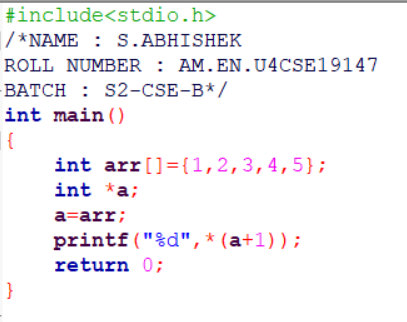 #include<stdio.h>
/*NAME : S.ABHISHEK
ROLL NUMBER : AM.EN.U4CSE19147
BATCH : S2-CSE-B*/
int main()
{
    int arr[]={1,2,3,4,5};
    int *a;
    a=arr;
    printf("%d",*(a+1));
    return 0;
}